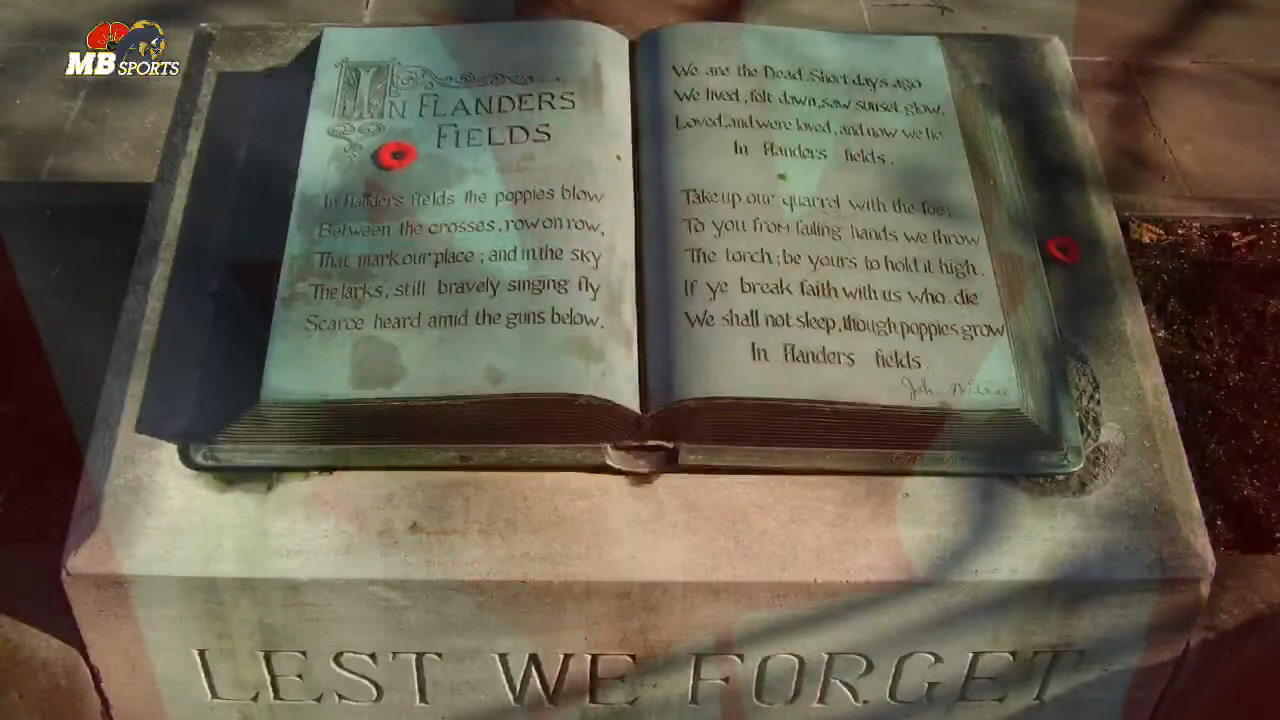 MB SPORTS
IN FLANDERS
FIELDS
In Flanders fields the poppies blow
Between the crosses, row on row,
That mark our place; and in the sky
The larks, still bravely singing fly
Scarce heard amid the guns below.
We are the Dead. Short days ago
We lived, felt dawn, saw sunset glow,
Loved, and were loved, and now we lie
In Flanders fields.
Take up our quarrel with the foe;
To you from failing hands we throw
The torch; be yours to hold it high.
If ye break faith with us who die
We shall not sleep, though poppies grow
In Flanders fields.
John McCrae
LEST WE FORGET